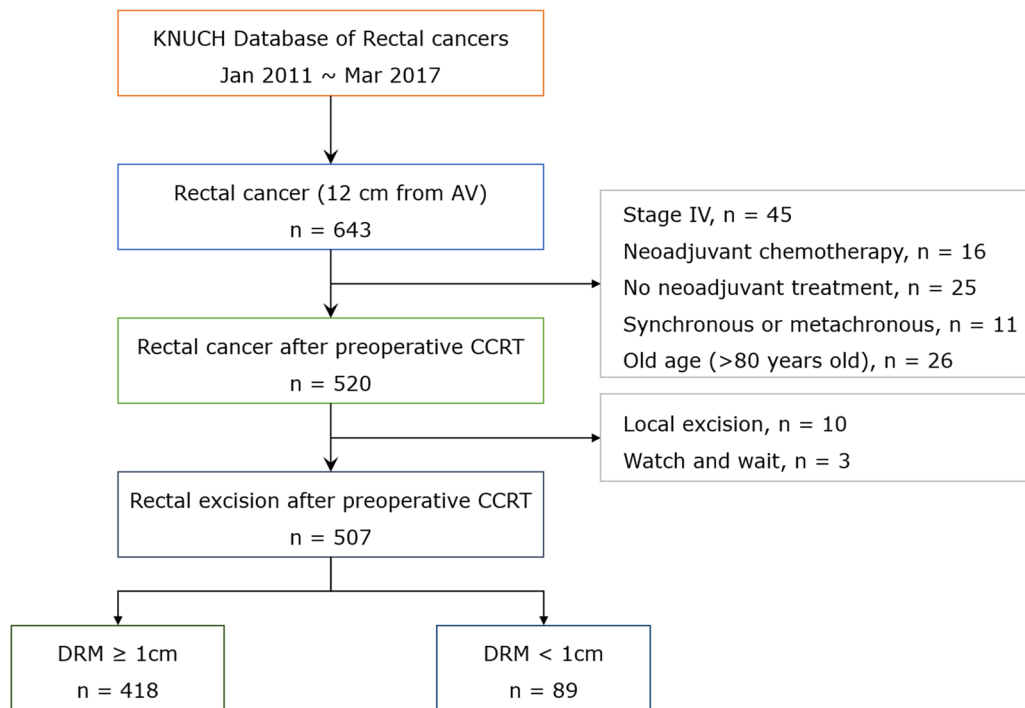 KNUCH Database of Rectal cancers
Jan 2011 ~ Mar 2017
Rectal cancer (12 cm from AV)
n = 643
Stage IV, n = 45
Neoadjuvant chemotherapy, n = 16
No neoadjuvant treatment, n = 25
Synchronous or metachronous, n = 11
Old age (>80 years old), n = 26
Rectal cancer after preoperative CCRT
n = 520
Local excision, n = 10
Watch and wait, n = 3
Rectal excision after preoperative CCRT
n = 507
DRM ≥ 1cm
n = 418
DRM < 1cm
n = 89